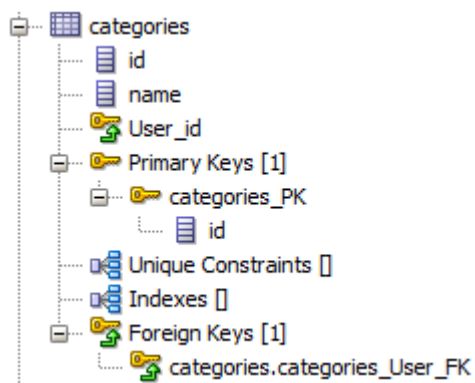 categories
id
name
User_id
Primary Keys [1]
categories_PK
id
Unique Constraints []
Indexes []
Foreign Keys [1]
categories.categories_User_FK